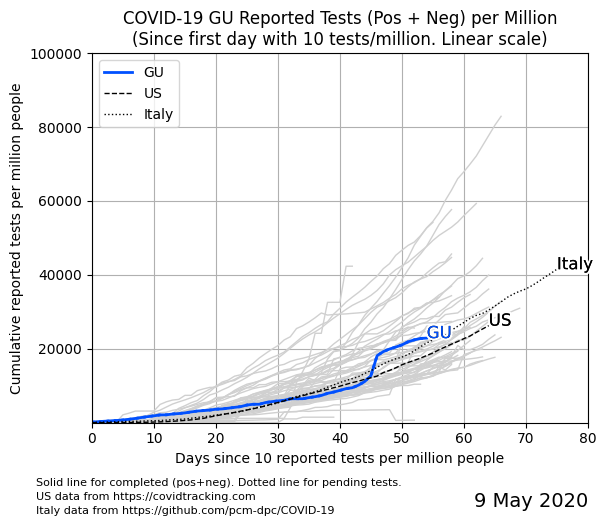 COVID-19 GU Reported Tests (Pos + Neg) per Million
(Since first day with 10 tests/million. Linear scale)
100000
80000
60000
40000
20000
Cumulative reported tests per million people
GU
US
Italy
Italy
US
GU
0 10 20 30 40 50 60 70 80
Days since 10 reported tests per million people
Solid line for completed (pos+neg). Dotted line for pending tests.
US data from https://covidtracking.com
Italy data from https://github.com/pcm-dpc/COVID-19
9 May 2020